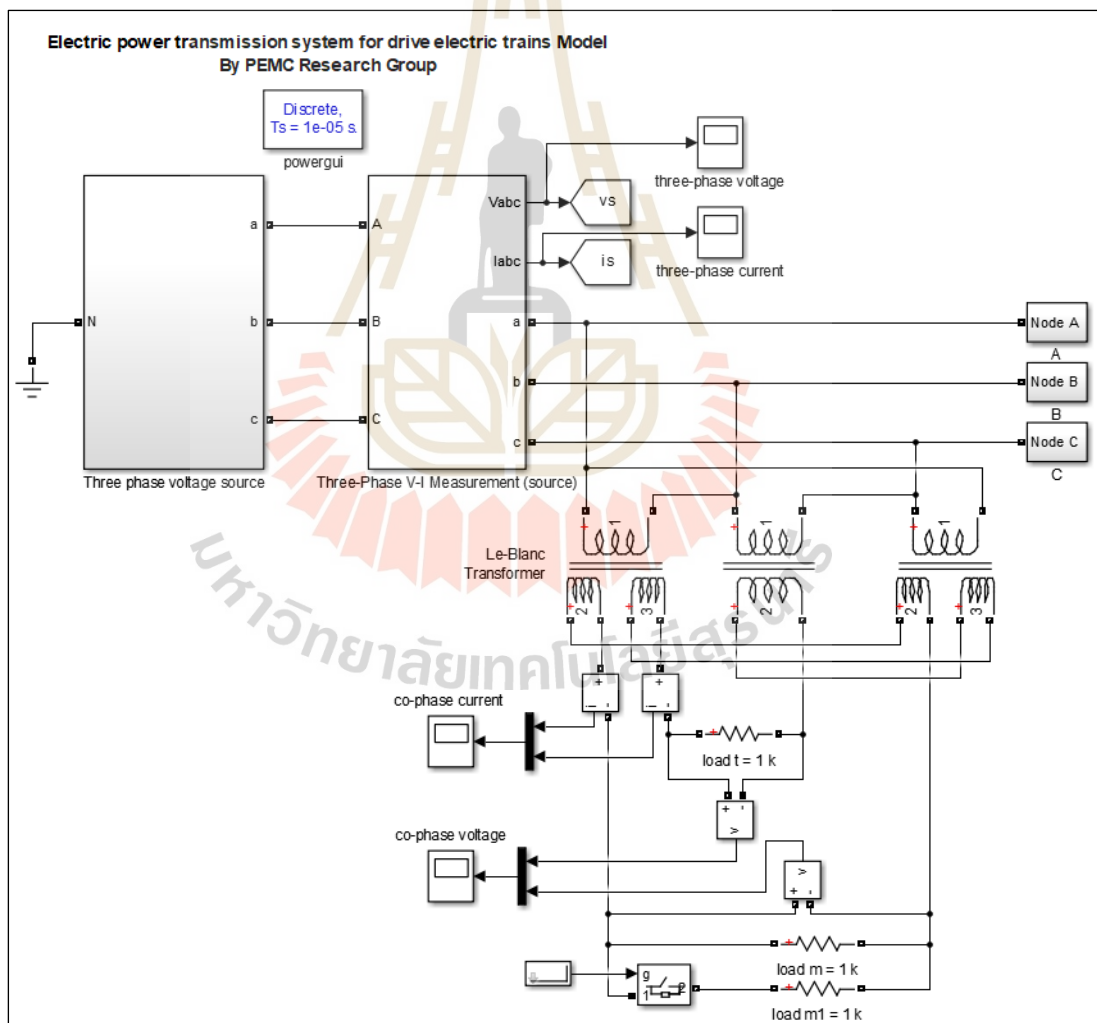 Electric power transmission system for drive electric trains Model
By PEMC Research Group
Discrete,
Ts = 1e-05 s.
powergui
three-phase voltage
three-phase current
Vabc
vs
Iabc
is
N
a
b
c
A
B
C
a
b
c
Node A
A
Node B
B
Node C
C
Three phase voltage source
Three-Phase V-I Measurement (source)
Le-Blanc
Transformer
1
1
1
2
3
2
2
3
มหาวิทยาลัยเทคโนโลยีสุรนารี
co-phase current
+
i -
+
i -
load t = 1 k
+ -
v
co-phase voltage
v
+ -
load m = 1 k
g
1
2
load m1 = 1 k